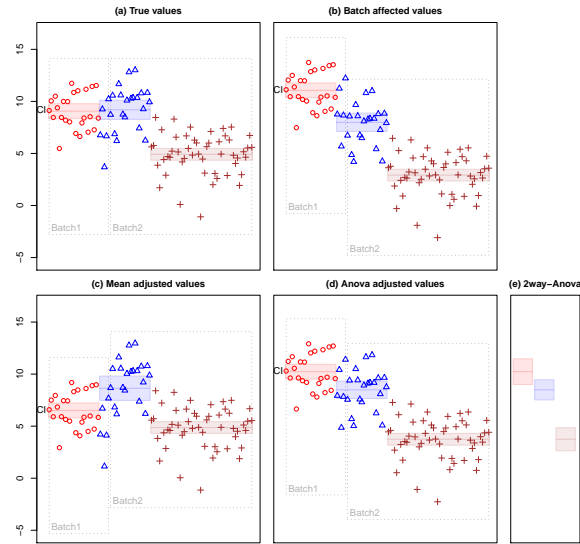 (a) True values
(b) Batch affected values
15
10
5
0
−5
CI
CI
Batch1
Batch2
Batch1
Batch2
(c) Mean adjusted values
(d) Anova adjusted values
(e) 2way−Anova
15
10
5
0
−5
CI
CI
Batch1
Batch2
Batch1
Batch2